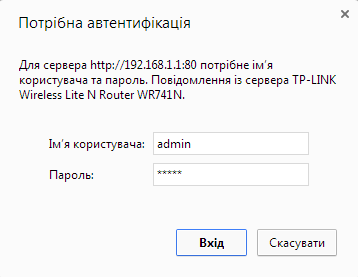 Потрібна автентифікація
Для сервера http://192.168.1.1:80 потрібне ім'я
користувача та пароль. Повідомлення із сервера TP-LINK
Wireless Lite N Router WR741N.
Ім'я користувача: admin
Пароль: *****
Вхід Скасувати